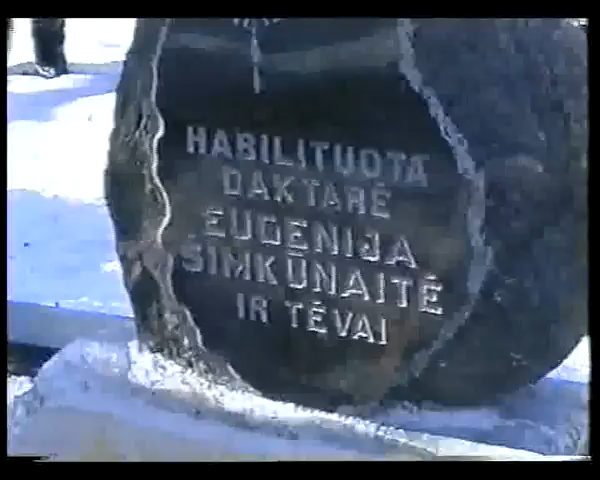 HABILITUOTA
DAKTARĖ
EUGENIJA
ŠIMKŪNAITĖ
IR TĖVAI